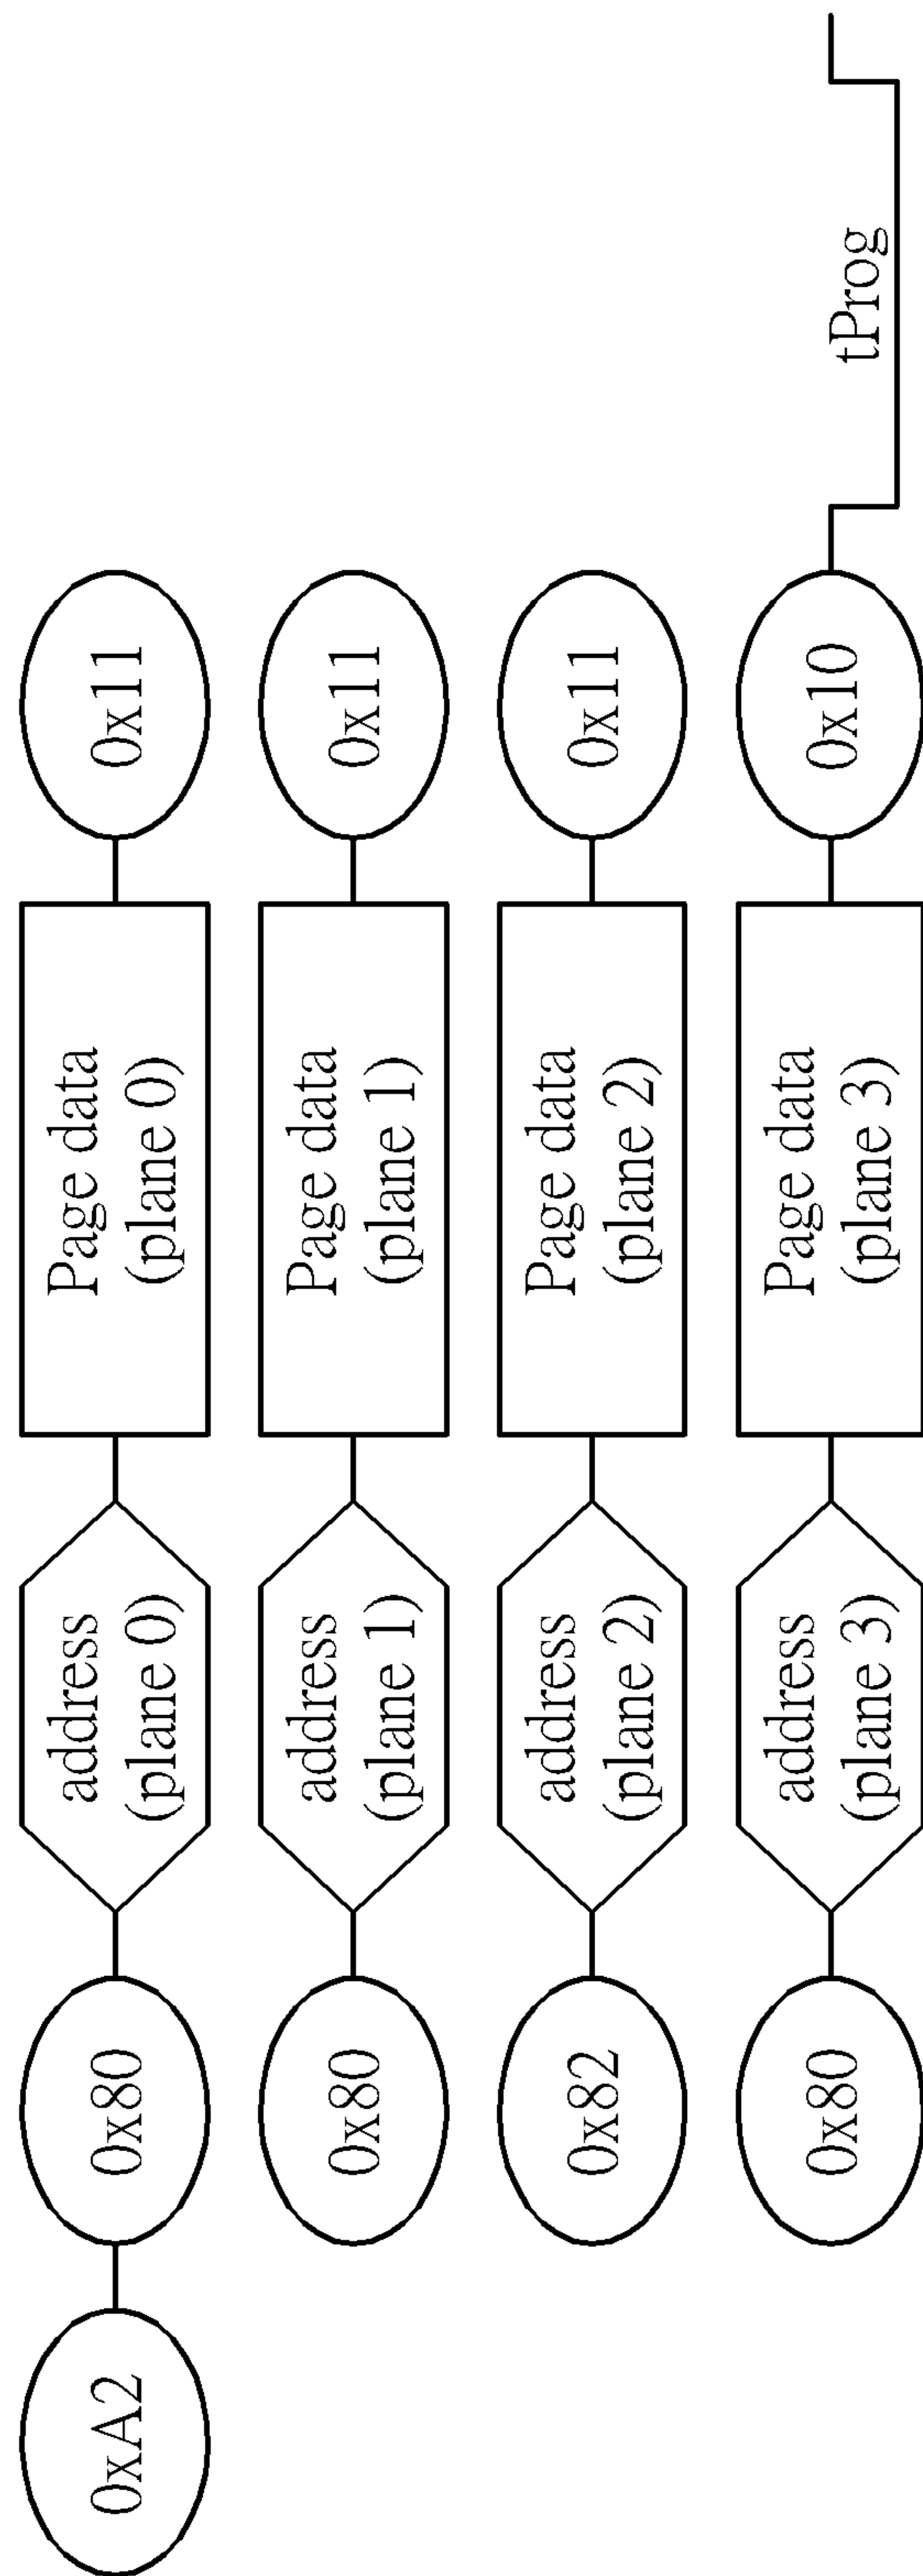 0xA2
0x80
address
(plane 0)
Page data
(plane 0)
0x11
0x80
address
(plane 1)
Page data
(plane 1)
0x11
0x82
address
(plane 2)
Page data
(plane 2)
0x11
0x80
address
(plane 3)
Page data
(plane 3)
0x10
tProg